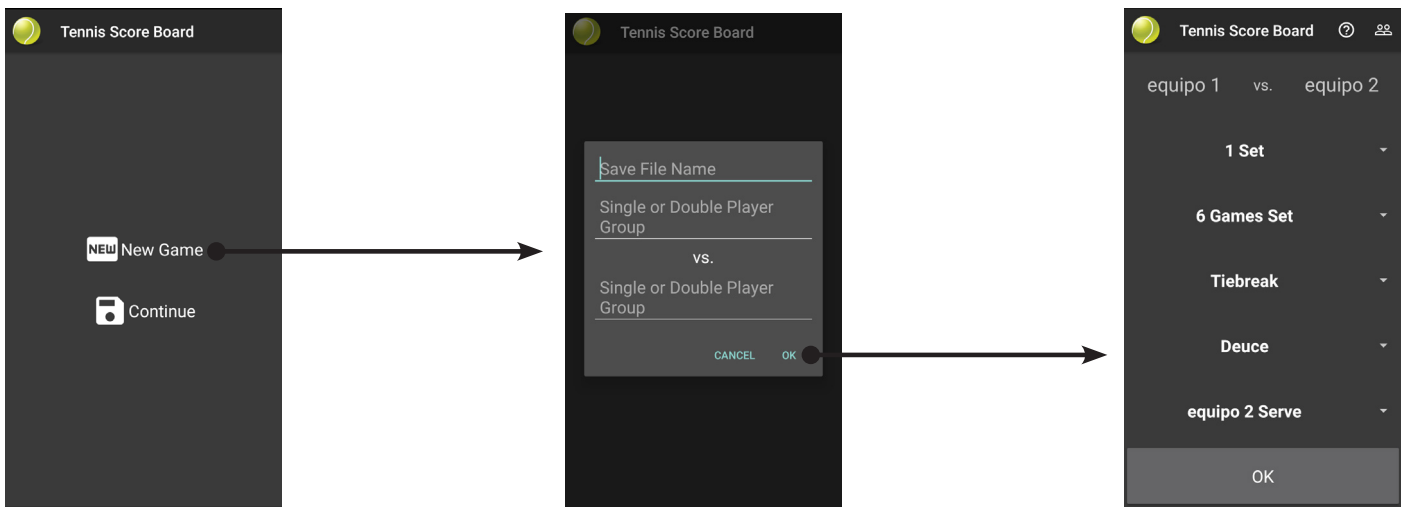 Tennis Score Board
NEW New Game
Continue
Tennis Score Board
Save File Name
Single or Double Player
Group
vs.
Single or Double Player
Group
CANCEL OK
Tennis Score Board
equipo 1 vs. equipo 2
1 Set
6 Games Set
Tiebreak
Deuce
equipo 2 Serve
OK